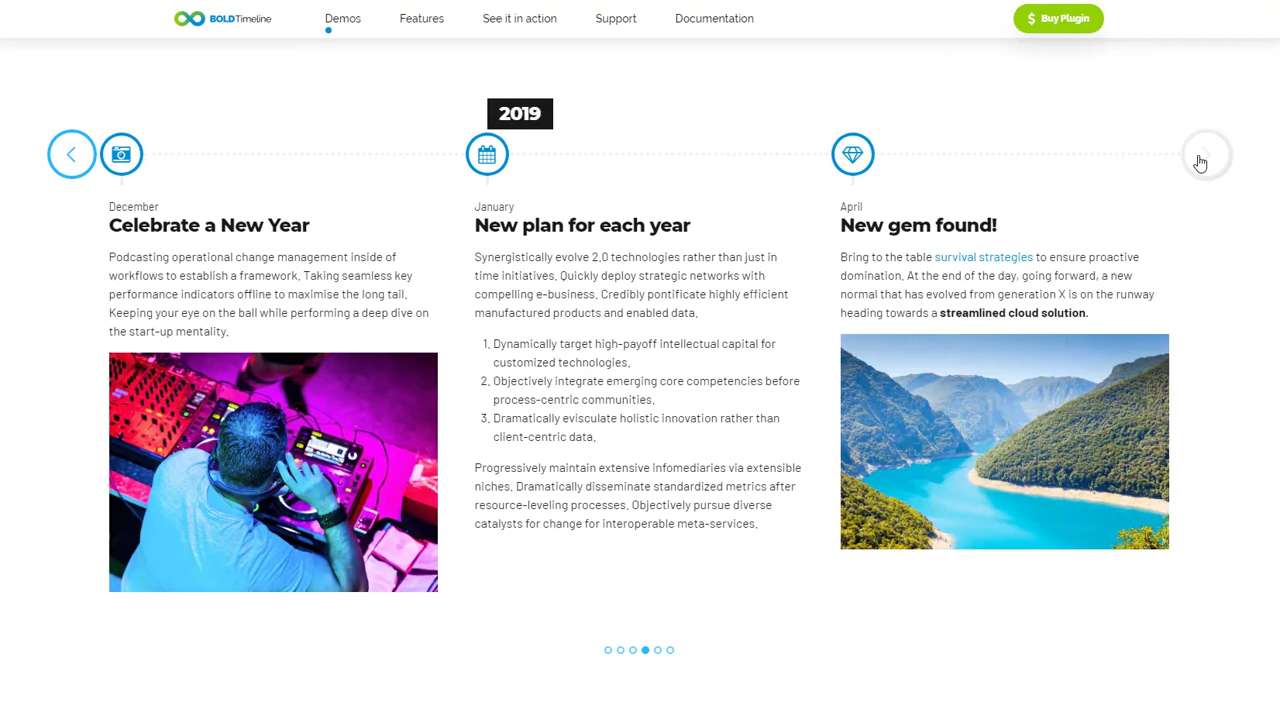 BOLD Timeline
Demos
Features
See it in action
Support
Documentation
$ Buy Plugin
2019
December
Celebrate a New Year
Podcasting operational change management inside of
workflows to establish a framework. Taking seamless key
performance indicators offline to maximise the long tail.
Keeping your eye on the ball while performing a deep dive on
the start-up mentality.
January
New plan for each year
Synergistically evolve 2.0 technologies rather than just in
time initiatives. Quickly deploy strategic networks with
compelling e-business. Credibly pontificate highly efficient
manufactured products and enabled data.
1. Dynamically target high-payoff intellectual capital for
customized technologies.
2. Objectively integrate emerging core competencies before
process-centric communities.
3. Dramatically evisculate holistic innovation rather than
client-centric data.
Progressively maintain extensive infomediaries via extensible
niches. Dramatically disseminate standardized metrics after
resource-leveling processes. Objectively pursue diverse
catalysts for change for interoperable meta-services.
April
New gem found!
Bring to the table survival strategies to ensure proactive
domination. At the end of the day, going forward, a new
normal that has evolved from generation X is on the runway
heading towards a streamlined cloud solution.